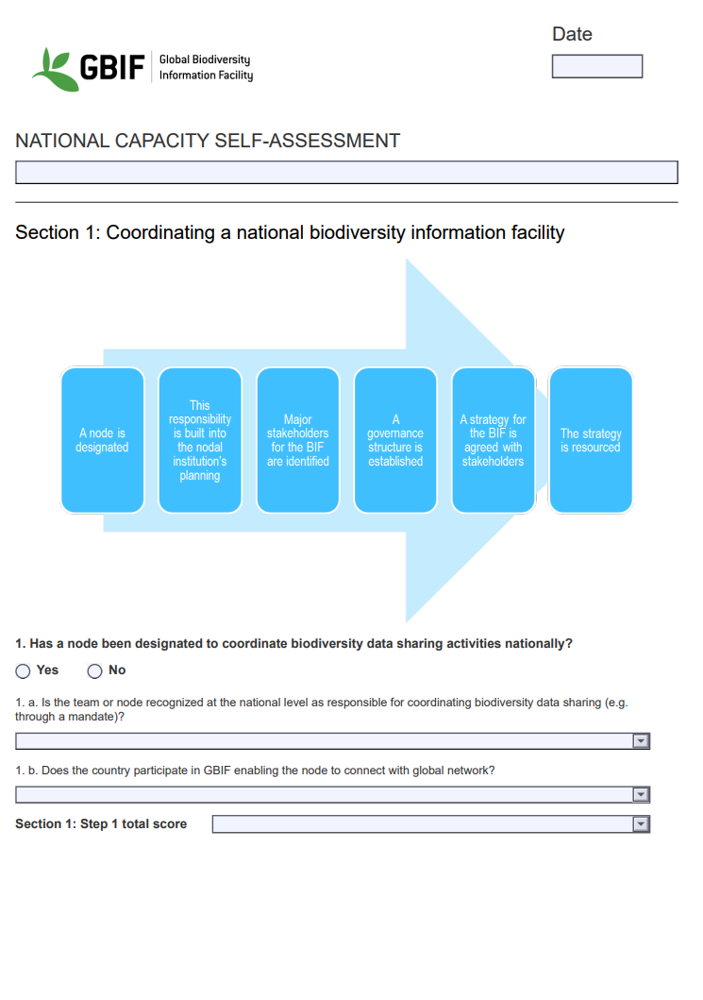 Date
GBIF
Global Biodiversity
Information Facility
NATIONAL CAPACITY SELF-ASSESSMENT
Section 1: Coordinating a national biodiversity information facility
A node is
designated
This
responsibility
is built into
the nodal
institution's
planning
Major
stakeholders
for the BIF
are identified
A
governance
structure is
established
A strategy for
the BIF is
agreed with
stakeholders
The strategy
is resourced
1. Has a node been designated to coordinate biodiversity data sharing activities nationally?
Yes No
1. a. Is the team or node recognized at the national level as responsible for coordinating biodiversity data sharing (e.g.
through a mandate)?
1. b. Does the country participate in GBIF enabling the node to connect with global network?
Section 1: Step 1 total score